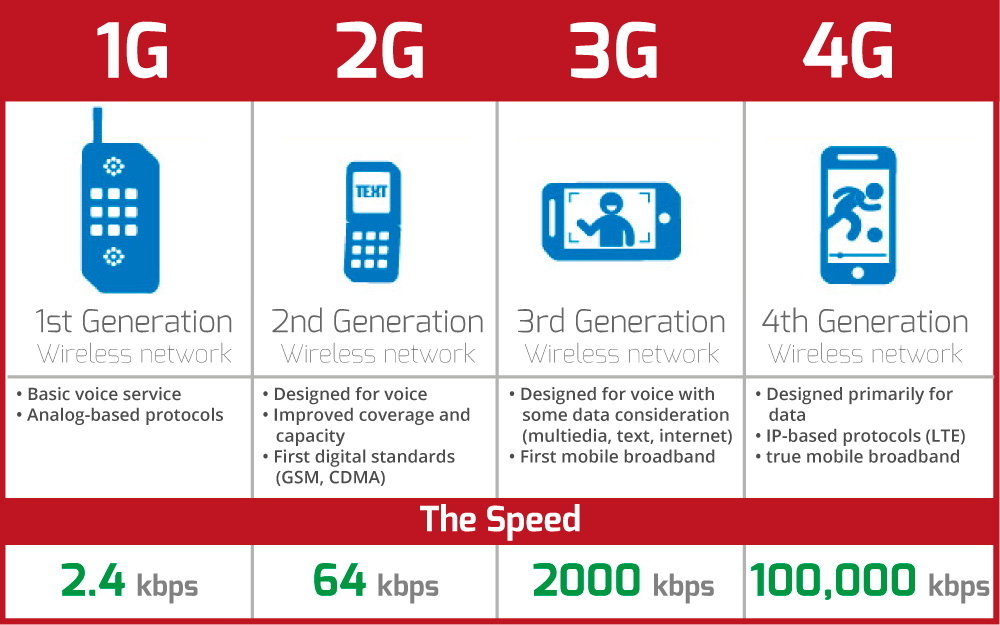 1G 2G 3G 4G
TEXT
1st Generation
Wireless network
2nd Generation
Wireless network
3rd Generation
Wireless network
4th Generation
Wireless network
• Basic voice service
• Analog-based protocols
• Designed for voice
• Improved coverage and
capacity
• First digital standards
(GSM, CDMA)
• Designed for voice with
some data consideration
(multiedia, text, internet)
• First mobile broadband
• Designed primarily for
data
• IP-based protocols (LTE)
• true mobile broadband
The Speed
2.4 kbps
64 kbps
2000 kbps
100,000 kbps